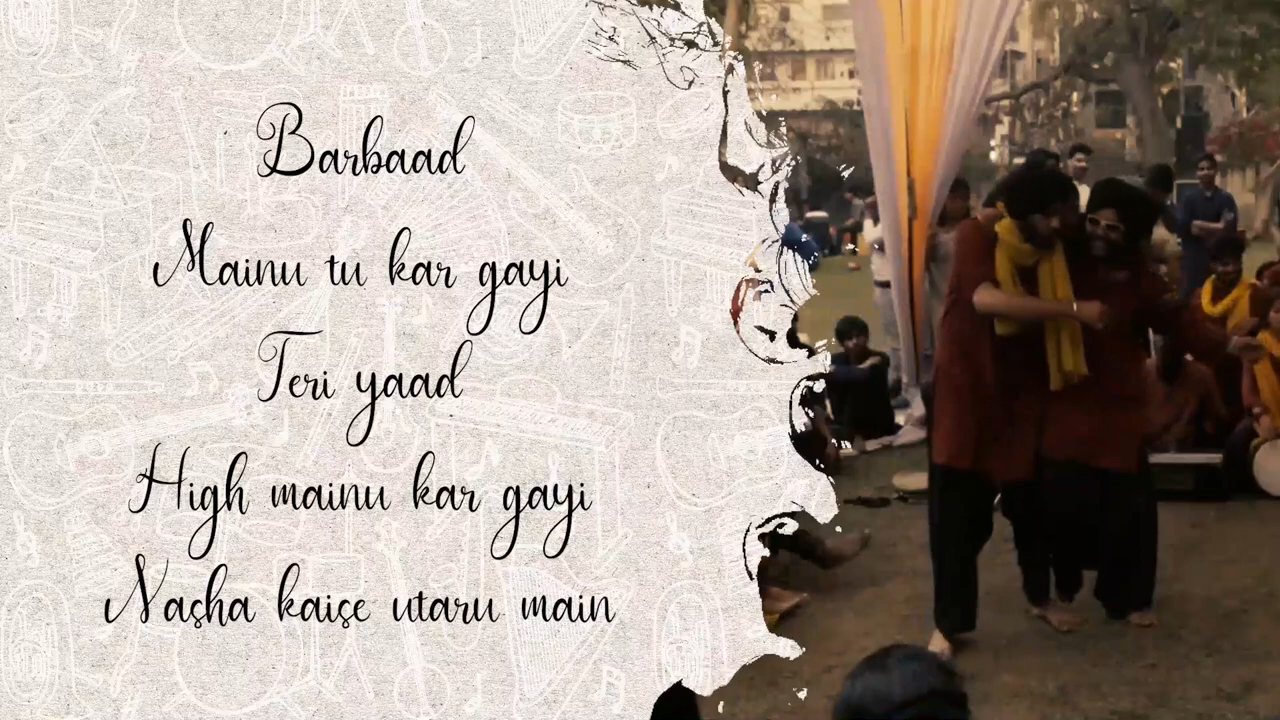 Barbaad
Mainu tu kar gayi
Teri yaad
High mainu kar gayi
Nasha kaise utaru main